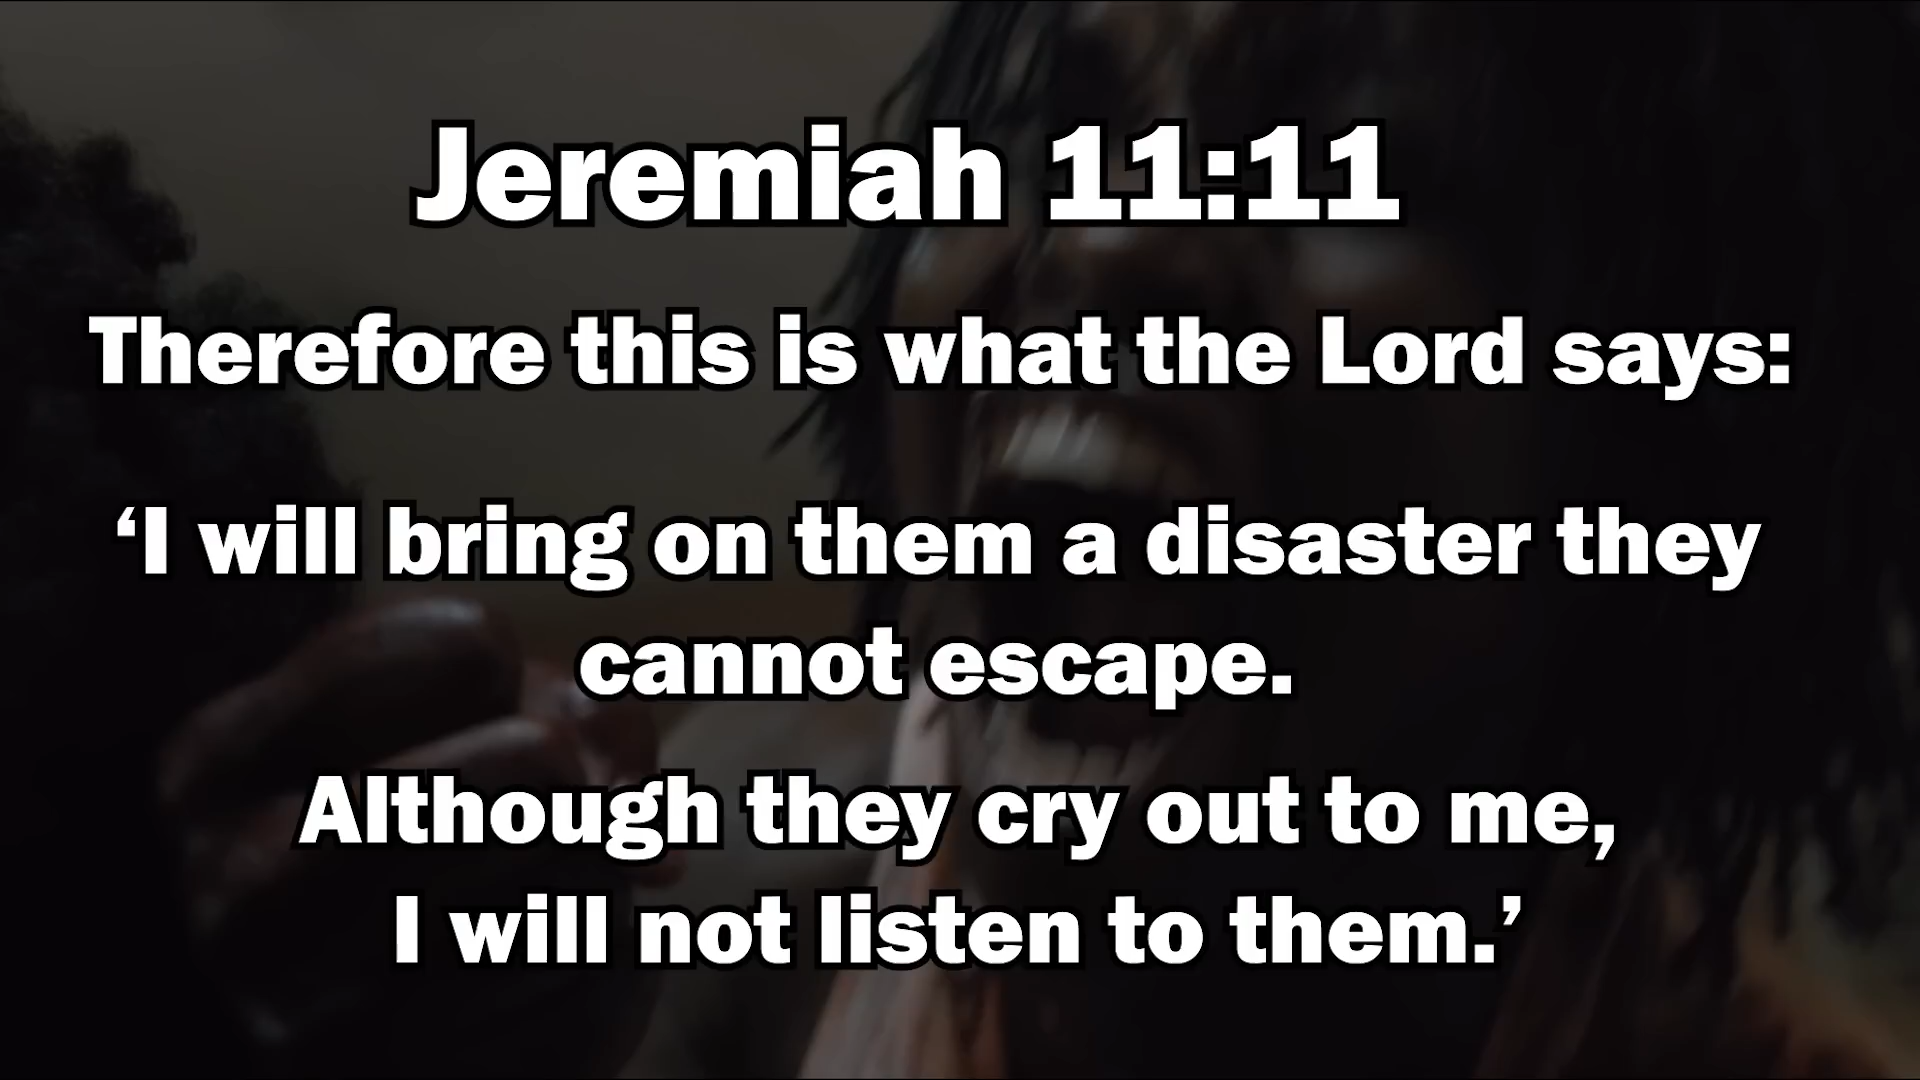 Jeremiah 11:11
Therefore this is what the Lord says:
‘I will bring on them a disaster they
cannot escape.
Although they cry out to me,
I will not listen to them.’